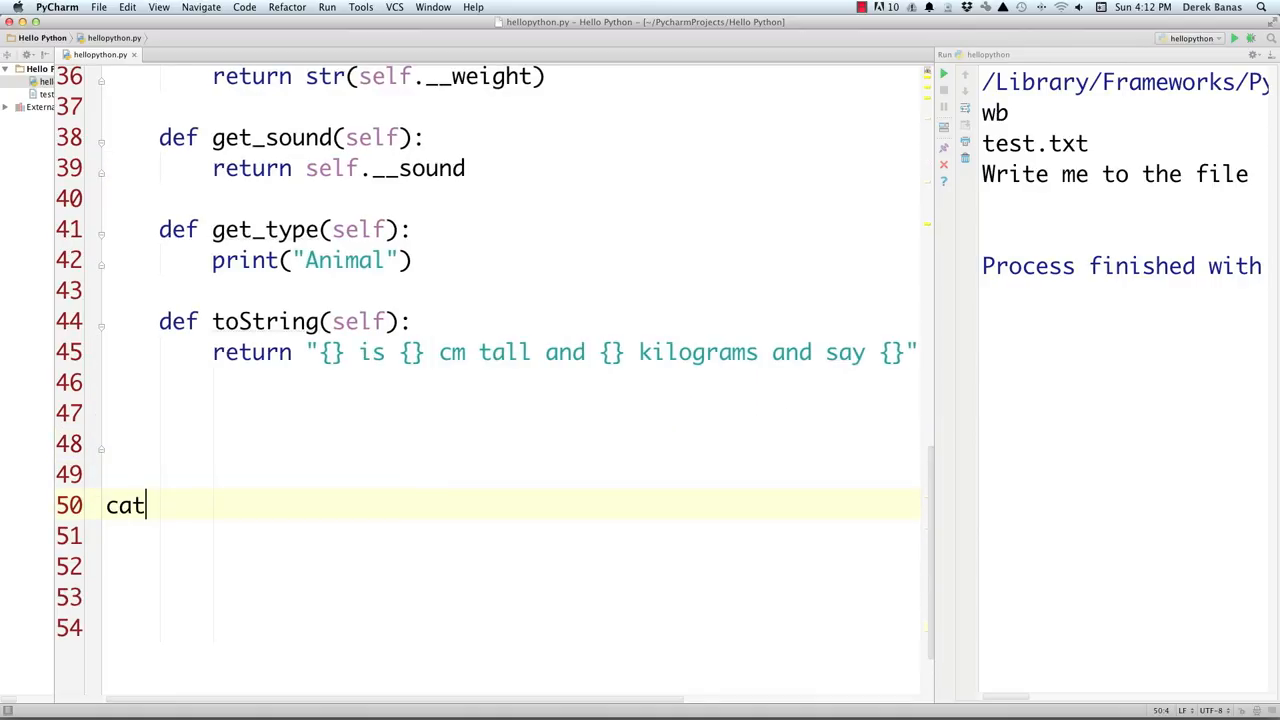 PyCharm File Edit View Navigate Code Refactor Run Tools VCS Window Help 10 Sun 4:12 PM Derek Banas
hellopython.py – Hello Python – [~/PycharmProjects/Hello Python]
Hello Python hellopython.py hellopython
hellopython.py Run hellopython
Hello P
hello
test
Externa
36 return str(self.__weight)
37
38 def get_sound(self):
39 return self.__sound
40
41 def get_type(self):
42 print("Animal")
43
44 def toString(self):
45 return "{} is {} cm tall and {} kilograms and say {}"
46
47
48
49
50 cat
51
52
53
54
/Library/Frameworks/Py
wb
test.txt
Write me to the file
Process finished with
50:4 LF UTF-8